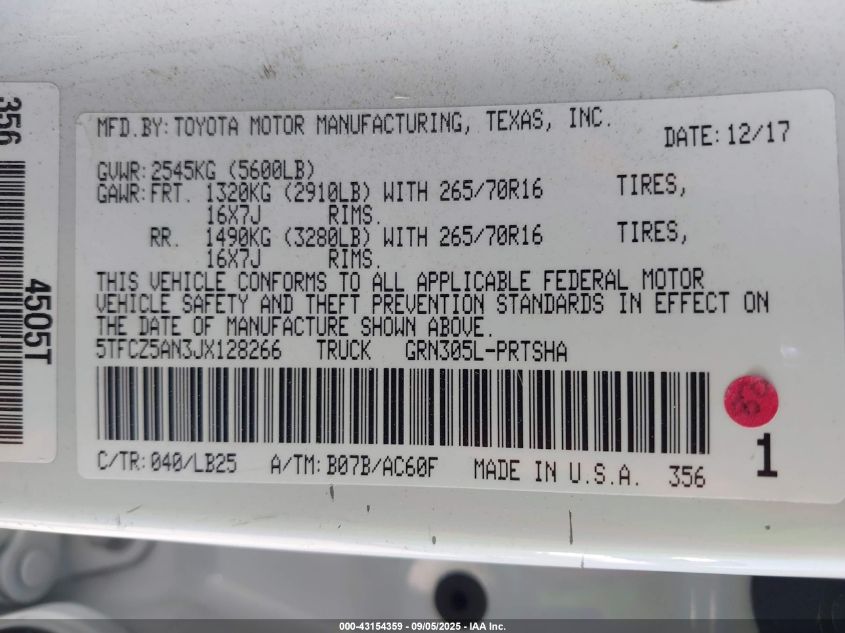 MFD.BY:TOYOTA MOTOR MANUFACTURING, TEXAS, INC. DATE:12/17
GVWR:2545KG (5600LB)
GAWR:FRT. 1320KG (2910LB) WITH 265/70R16 TIRES,
16X7J RIMS.
RR. 1490KG (3280LB) WITH 265/70R16 TIRES,
16X7J RIMS.
THIS VEHICLE CONFORMS TO ALL APPLICABLE FEDERAL MOTOR
VEHICLE SAFETY AND THEFT PREVENTION STANDARDS IN EFFECT ON
THE DATE OF MANUFACTURE SHOWN ABOVE.
5TFCZ5AN3JX128266 TRUCK GRN305L-PRTSHA
C/TR:040/LB25 A/TM:B07B/AC60F MADE IN U.S.A. 356
1
356
4505T
000-43154359 - 09/05/2025 - IAA Inc.